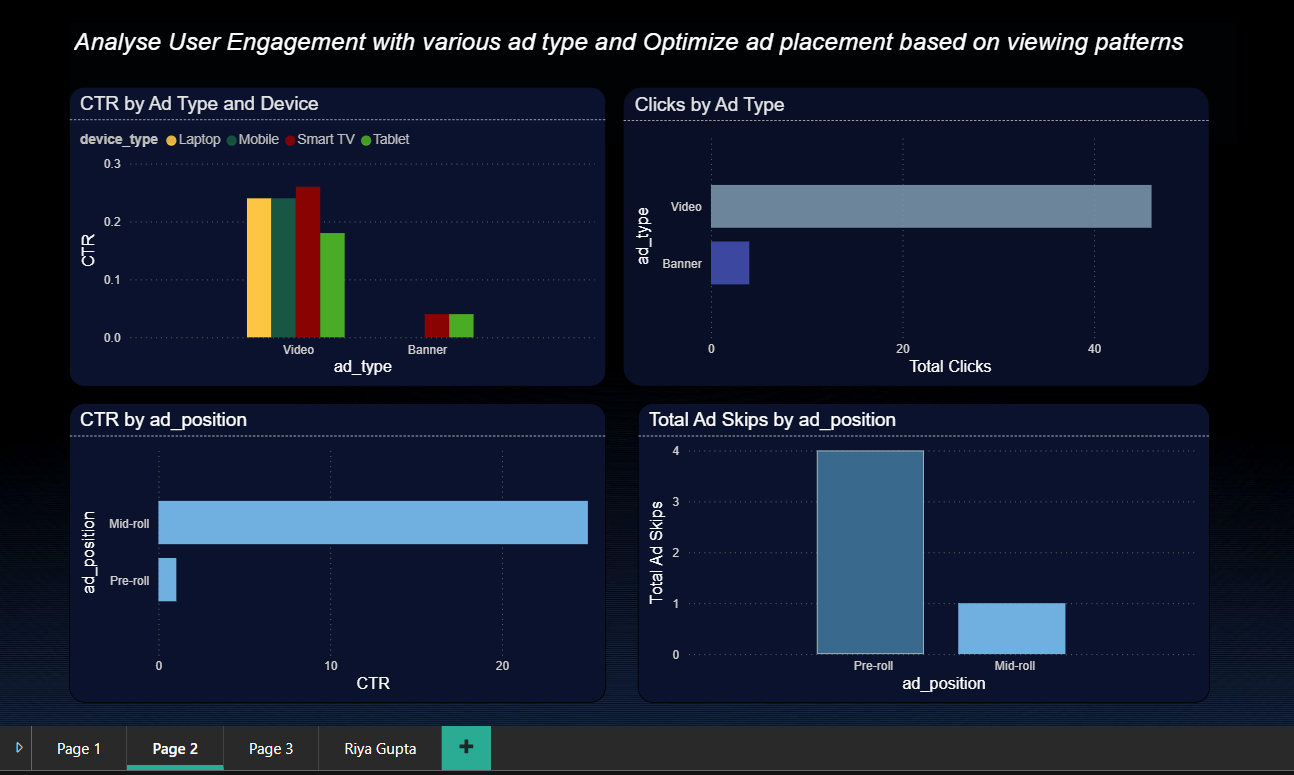 Analyse User Engagement with various ad type and Optimize ad placement based on viewing patterns
CTR by Ad Type and Device
device_type Laptop Mobile Smart TV Tablet
CTR
0.3
0.2
0.1
0.0
Video Banner
ad_type
Clicks by Ad Type
ad_type
Video
Banner
0 20 40
Total Clicks
CTR by ad_position
ad_position
Mid-roll
Pre-roll
0 10 20
CTR
Total Ad Skips by ad_position
Total Ad Skips
4
3
2
1
0
Pre-roll Mid-roll
ad_position
Page 1 Page 2 Page 3 Riya Gupta +